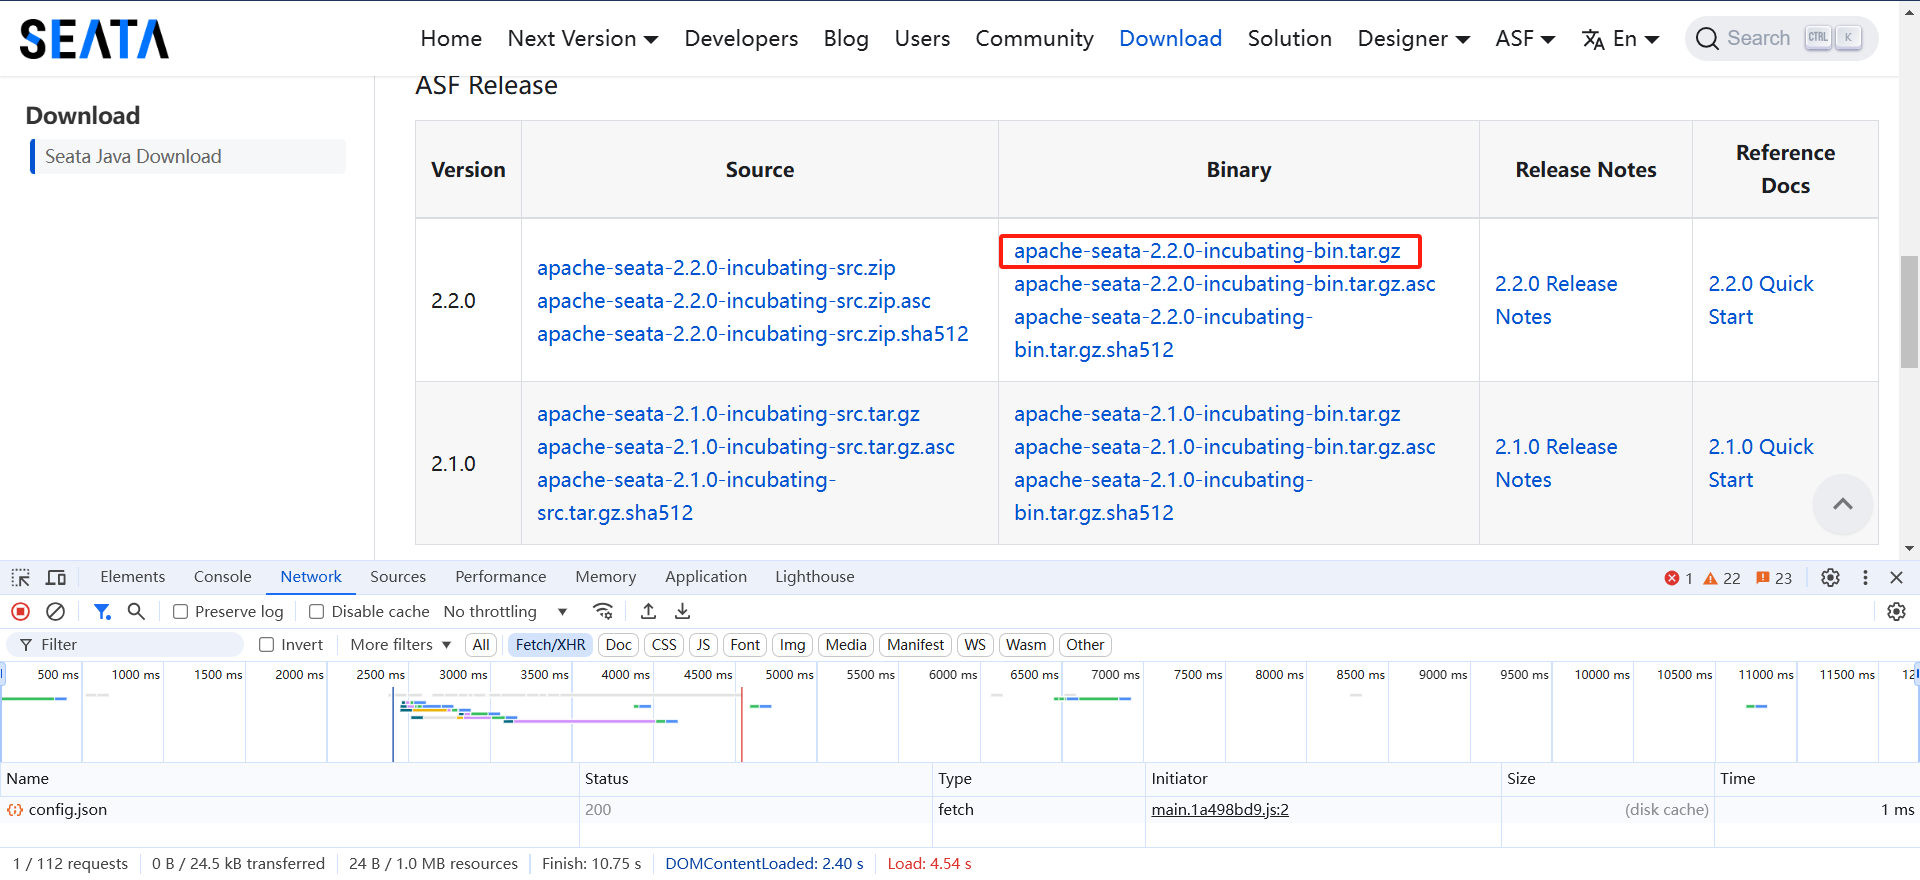 SEATA
Home Next Version Developers Blog Users Community Download Solution Designer ASF En Search CTRL K
Download
Seata Java Download
ASF Release
Version Source Binary Release Notes Reference Docs
2.2.0
apache-seata-2.2.0-incubating-src.zip
apache-seata-2.2.0-incubating-src.zip.asc
apache-seata-2.2.0-incubating-src.zip.sha512
apache-seata-2.2.0-incubating-bin.tar.gz
apache-seata-2.2.0-incubating-bin.tar.gz.asc
apache-seata-2.2.0-incubating-
bin.tar.gz.sha512
2.2.0 Release
Notes
2.2.0 Quick
Start
2.1.0
apache-seata-2.1.0-incubating-src.tar.gz
apache-seata-2.1.0-incubating-src.tar.gz.asc
apache-seata-2.1.0-incubating-
src.tar.gz.sha512
apache-seata-2.1.0-incubating-bin.tar.gz
apache-seata-2.1.0-incubating-bin.tar.gz.asc
apache-seata-2.1.0-incubating-
bin.tar.gz.sha512
2.1.0 Release
Notes
2.1.0 Quick
Start
Elements Console Network Sources Performance Memory Application Lighthouse 1 22 23
Preserve log Disable cache No throttling
Filter Invert More filters All Fetch/XHR Doc CSS JS Font Img Media Manifest WS Wasm Other
500 ms 1000 ms 1500 ms 2000 ms 2500 ms 3000 ms 3500 ms 4000 ms 4500 ms 5000 ms 5500 ms 6000 ms 6500 ms 7000 ms 7500 ms 8000 ms 8500 ms 9000 ms 9500 ms 10000 ms 10500 ms 11000 ms 11500 ms
Name Status Type Initiator Size Time
config.json 200 fetch main.1a498bd9.js:2 (disk cache) 1 ms
1 / 112 requests 0 B / 24.5 kB transferred 24 B / 1.0 MB resources Finish: 10.75 s DOMContentLoaded: 2.40 s Load: 4.54 s